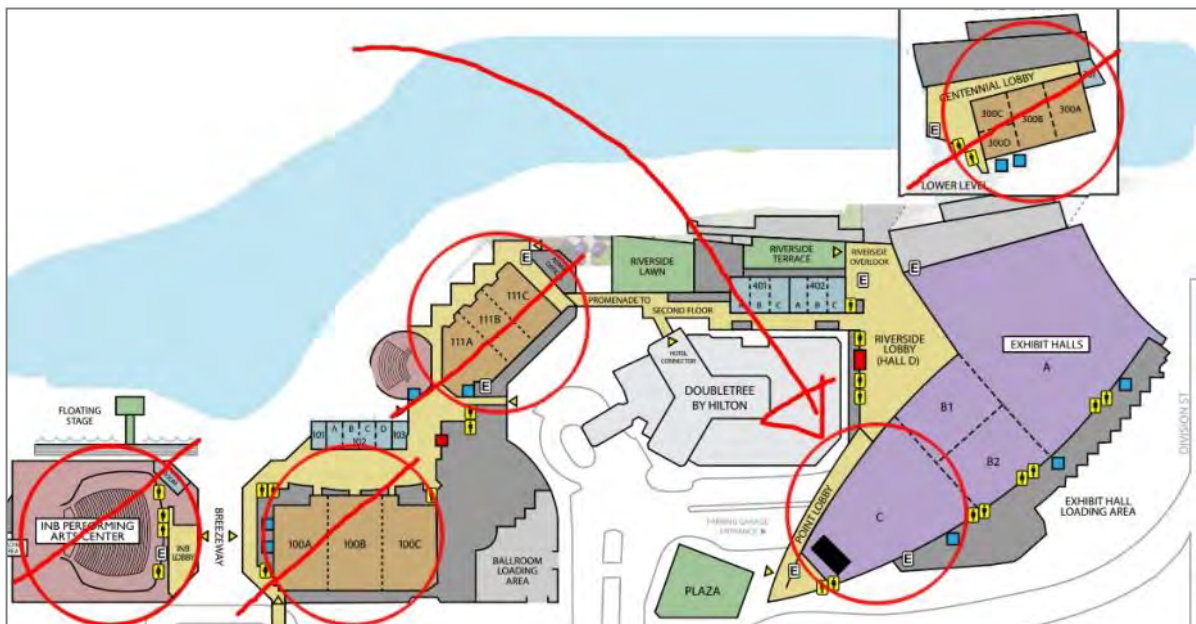 CENTENNIAL LOBBY
300A
300B
300C
300D
E
LOWER LEVEL
RIVERSIDE
OVERLOOK
RIVERSIDE
TERRACE
RIVERSIDE
LAWN
E
E
E
111C
111B
111A
PROMENADE TO
SECOND FLOOR
401
A B C
402
A B C
HOTEL
CONNECTOR
RIVERSIDE
LOBBY
(HALL D)
EXHIBIT HALLS
A
DOUBLETREE
BY HILTON
E
B1
B2
C
DIVISION ST
FLOATING
STAGE
101
A B C D
102
103
INB PERFORMING
ARTS CENTER
E
INB
LOBBY
BREEZEWAY
100A
100B
100C
BALLROOM
LOADING
AREA
PARKING GARAGE
ENTRANCE
POINT LOBBY
EXHIBIT HALL
LOADING AREA
PLAZA
E
E